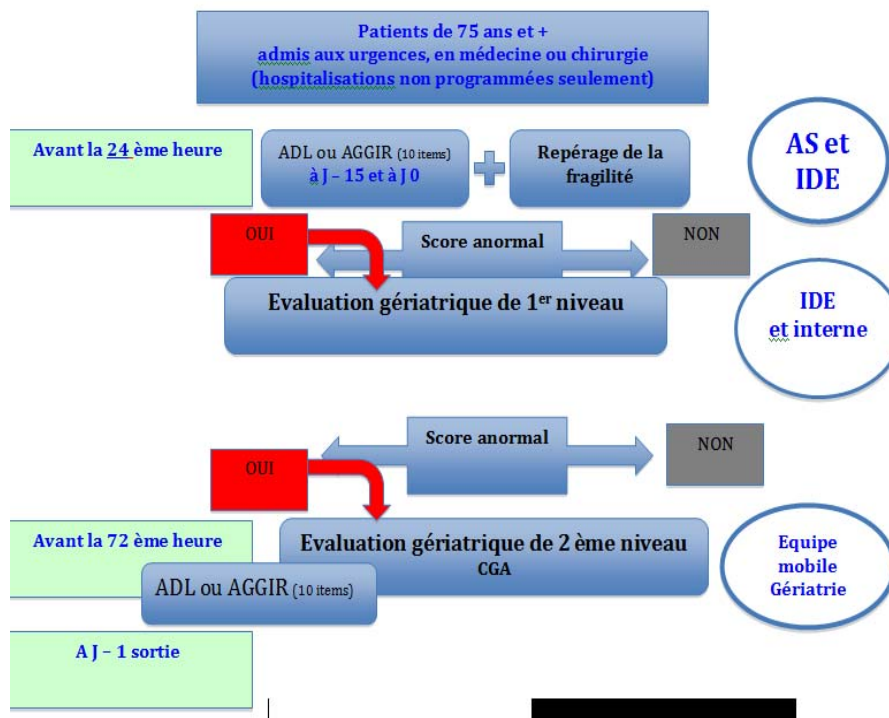 Patients de 75 ans et +
admis aux urgences, en médecine ou chirurgie
(hospitalisations non programmées seulement)
Avant la 24 ème heure
ADL ou AGGIR (10 items)
à J – 15 et à J 0
Repérage de la
fragilité
AS et
IDE
OUI
Score anormal
NON
Evaluation gériatrique de 1er niveau
IDE
et interne
Score anormal
NON
OUI
Avant la 72 ème heure
Evaluation gériatrique de 2 ème niveau
CGA
Equipe
mobile
Gériatrie
ADL ou AGGIR (10 items)
A J – 1 sortie